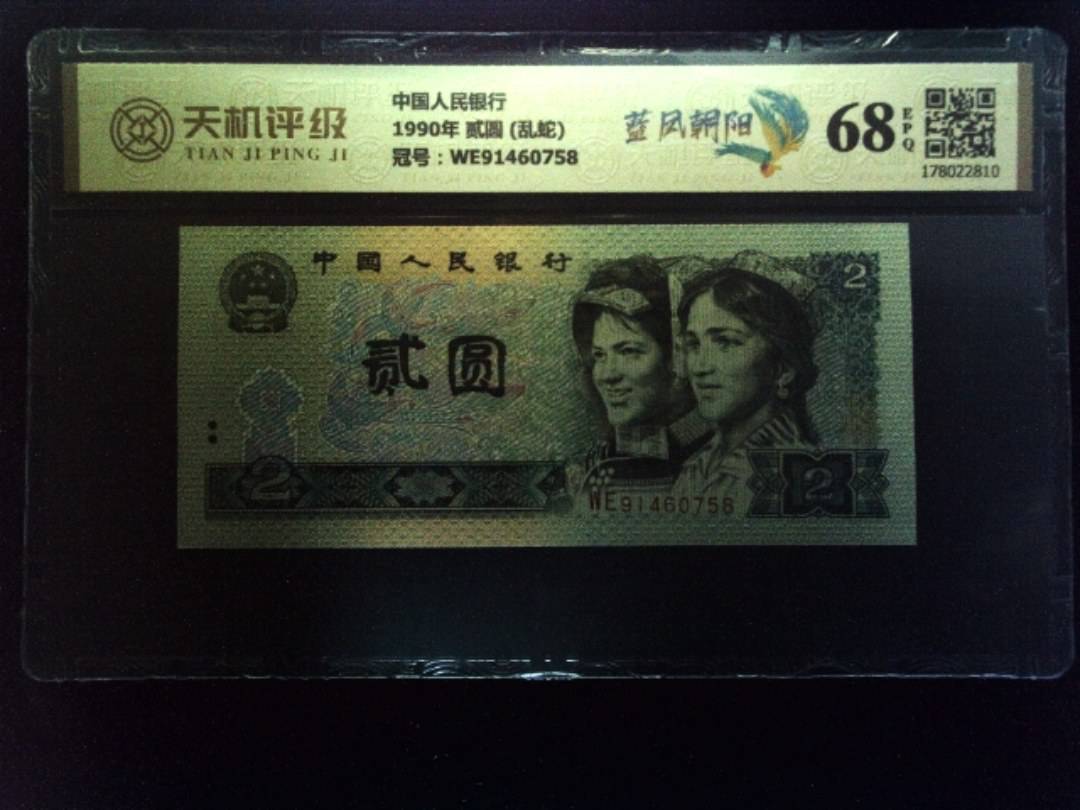 天机评级
TIAN JI PING JI
中国人民银行
1990年 贰圆 (乱蛇)
冠号：WE91460758
蓝凤朝阳
68
EPQ
178022810
中国人民银行
2
贰圆
2
WE91460758
2